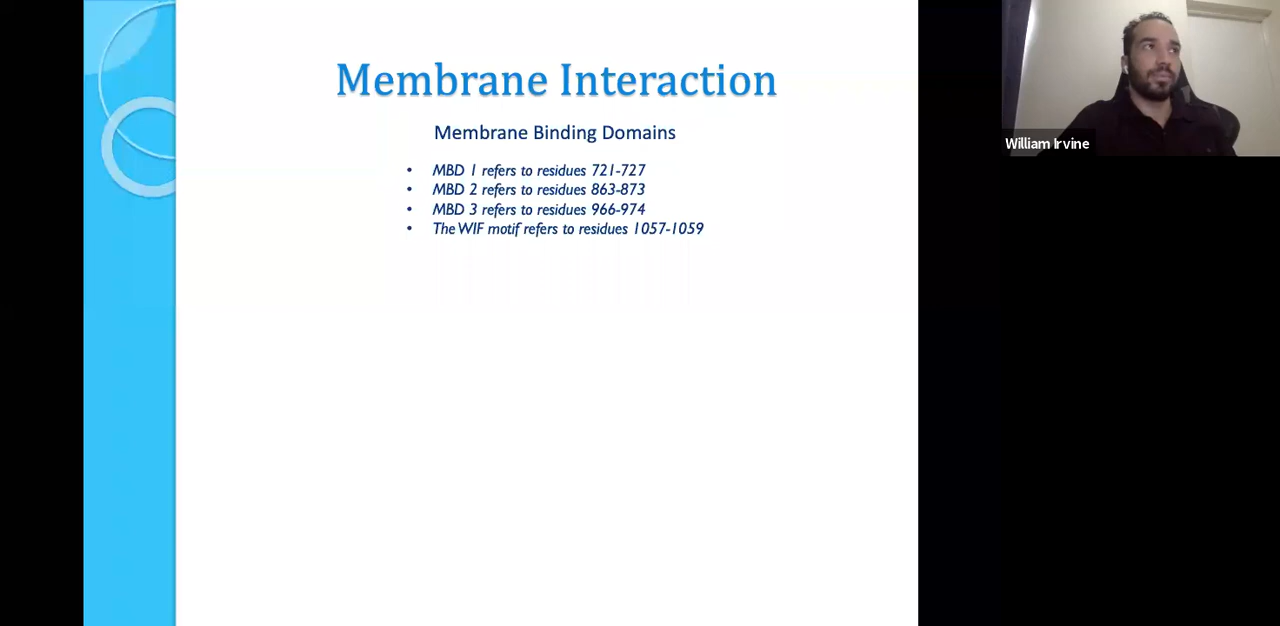 Membrane Interaction
Membrane Binding Domains
• MBD 1 refers to residues 721-727
• MBD 2 refers to residues 863-873
• MBD 3 refers to residues 966-974
• The WIF motif refers to residues 1057-1059
William Irvine